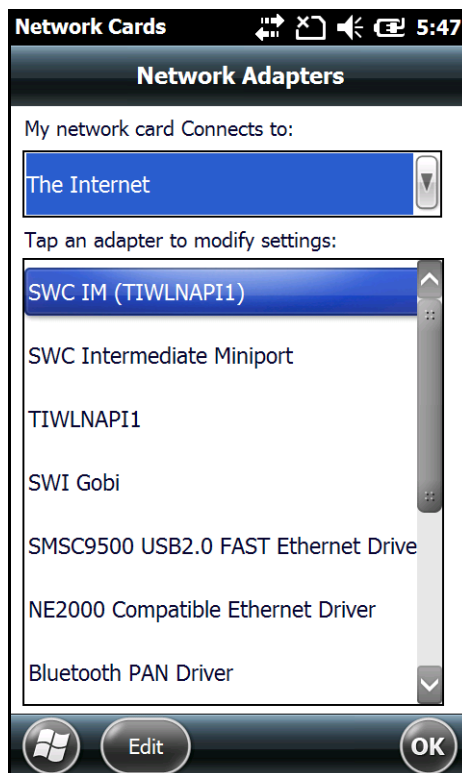 Network Cards 5:47
Network Adapters
My network card Connects to:
The Internet
Tap an adapter to modify settings:
SWC IM (TIWLNAPI1)
SWC Intermediate Miniport
TIWLNAPI1
SWI Gobi
SMSC9500 USB2.0 FAST Ethernet Drive
NE2000 Compatible Ethernet Driver
Bluetooth PAN Driver
Edit OK